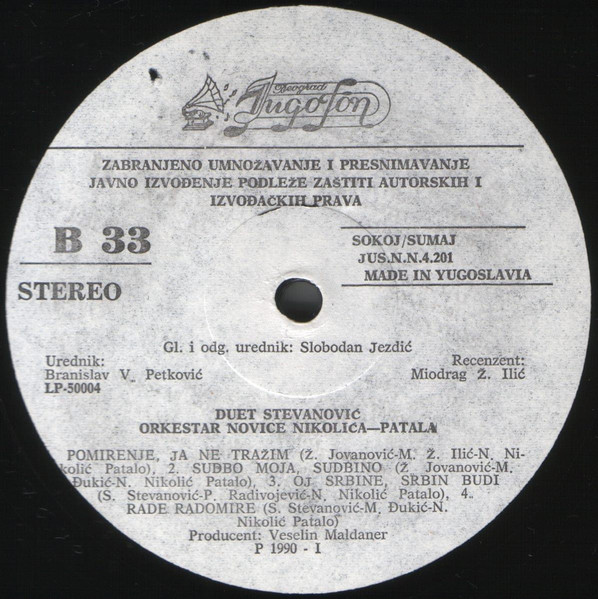 Beograd
Jugofon
ZABRANJENO UMNOŽAVANJE I PRESNIMAVANJE
JAVNO IZVOĐENJE PODLEŽE ZAŠTITI AUTORSKIH I
IZVOĐAČKIH PRAVA
B 33
STEREO
SOKOJ/SUMAJ
JUS.N.N.4.201
MADE IN YUGOSLAVIA
Gl. i odg. urednik: Slobodan Jezdić
Urednik:
Branislav V. Petković
LP-50004
Recenzent:
Miodrag Ž. Ilić
DUET STEVANOVIĆ
ORKESTAR NOVICE NIKOLIĆA—PATALA
POMIRENJE, JA NE TRAŽIM (Ž. Jovanović-M. Ž. Ilić-N. Ni-
kolić Patalo), 2. SUDBO MOJA, SUDBINO (Ž Jovanović-M.
Đukić-N. Nikolić Patalo), 3. OJ SRBINE, SRBIN BUDI
(S. Stevanović-P. Radivojević-N, Nikolić Patalo), 4.
RADE RADOMIRE (S. Stevanović-M, Đukić-N.
Nikolić Patalo)
Producent: Veselin Maldaner
P 1990 - I